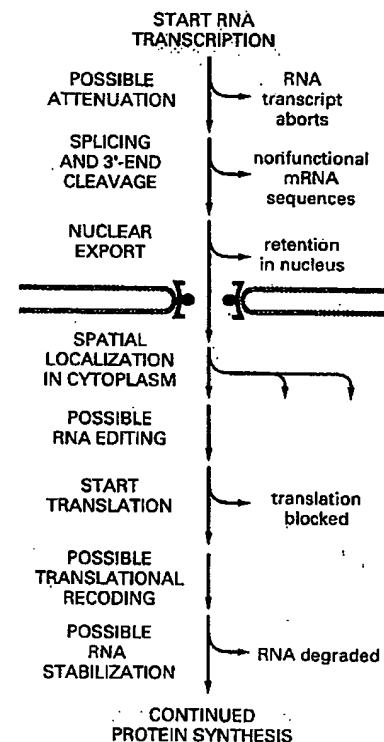 START RNA
TRANSCRIPTION
POSSIBLE
ATTENUATION
RNA
transcript
aborts
SPLICING
AND 3'-END
CLEAVAGE
nonfunctional
mRNA
sequences
NUCLEAR
EXPORT
retention
in nucleus
SPATIAL
LOCALIZATION
IN CYTOPLASM
POSSIBLE
RNA EDITING
START
TRANSLATION
translation
blocked
POSSIBLE
TRANSLATIONAL
RECODING
POSSIBLE
RNA
STABILIZATION
RNA degraded
CONTINUED
PROTEIN SYNTHESIS